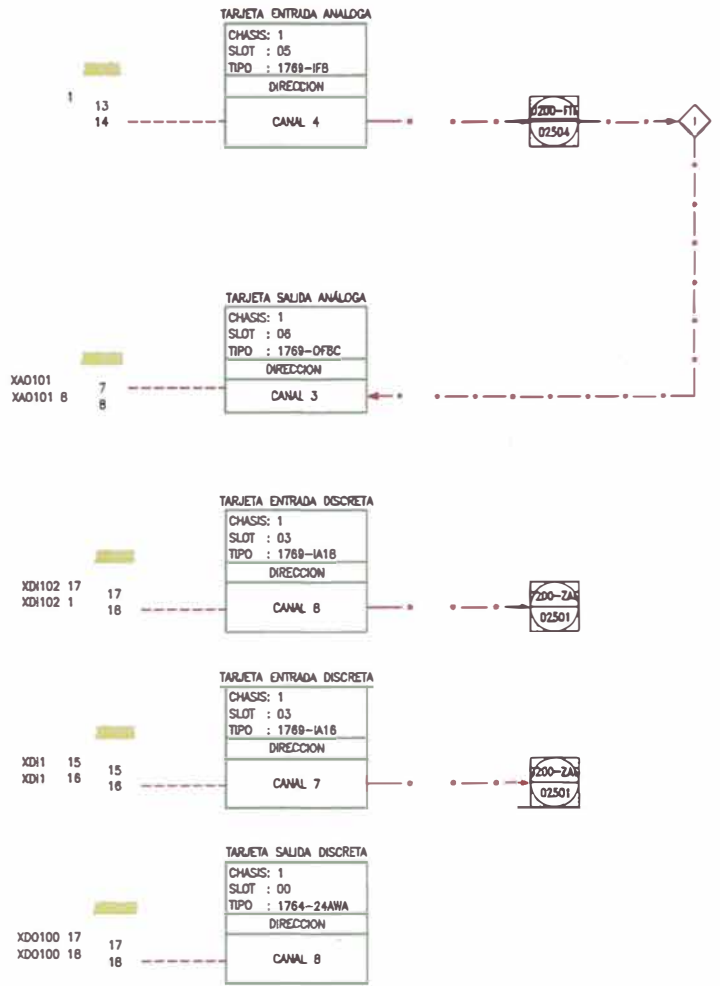 TARJETA ENTRADA ANALOGA
CHASIS: 1
SLOT : 05
TIPO : 1769-IF8
DIRECCION
1
13
14
CANAL 4
02504
1
TARJETA SALIDA ANÁLOGA
CHASIS: 1
SLOT : 06
TIPO : 1769-OF8C
DIRECCION
XAO101 7
XAO101 8 8
CANAL 3
TARJETA ENTRADA DISCRETA
CHASIS: 1
SLOT : 03
TIPO : 1769-IA16
DIRECCION
XDI102 17 17
XDI102 1 18
CANAL 8
02501
TARJETA ENTRADA DISCRETA
CHASIS: 1
SLOT : 03
TIPO : 1769-IA16
DIRECCION
XDI1 15 15
XDI1 16 16
CANAL 7
02501
TARJETA SALIDA DISCRETA
CHASIS: 1
SLOT : 00
TIPO : 1764-24AWA
DIRECCION
XDO100 17 17
XDO100 18 18
CANAL 8